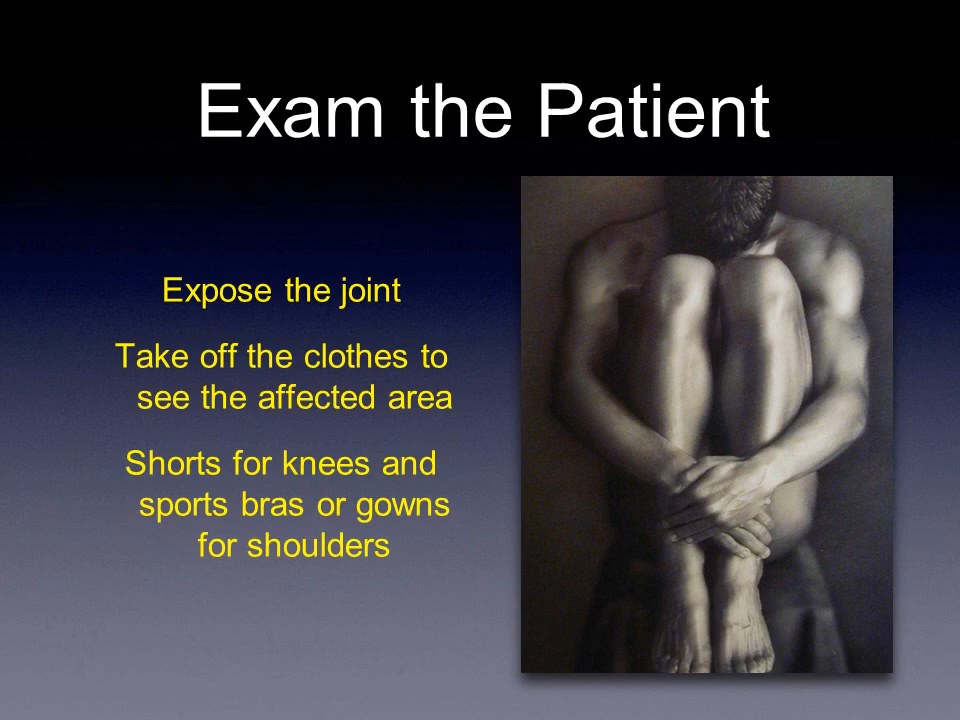 Exam the Patient
Expose the joint
Take off the clothes to
see the affected area
Shorts for knees and
sports bras or gowns
for shoulders